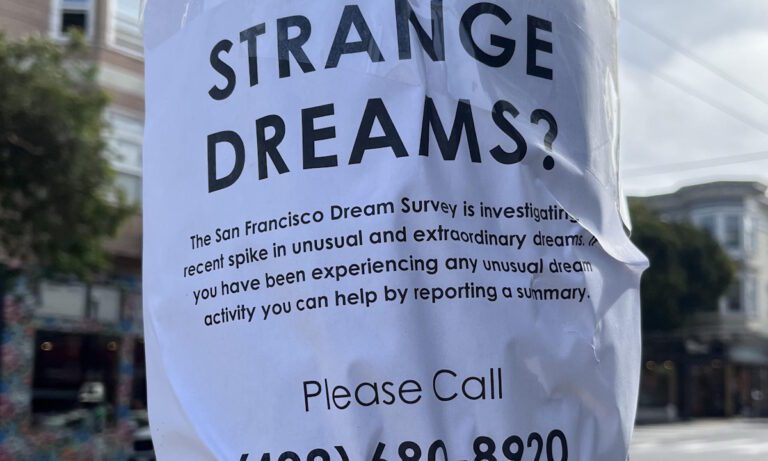 STRANGE
DREAMS?
The San Francisco Dream Survey is investigating
recent spike in unusual and extraordinary dreams. If
you have been experiencing any unusual dream
activity you can help by reporting a summary.
Please Call
680-8920